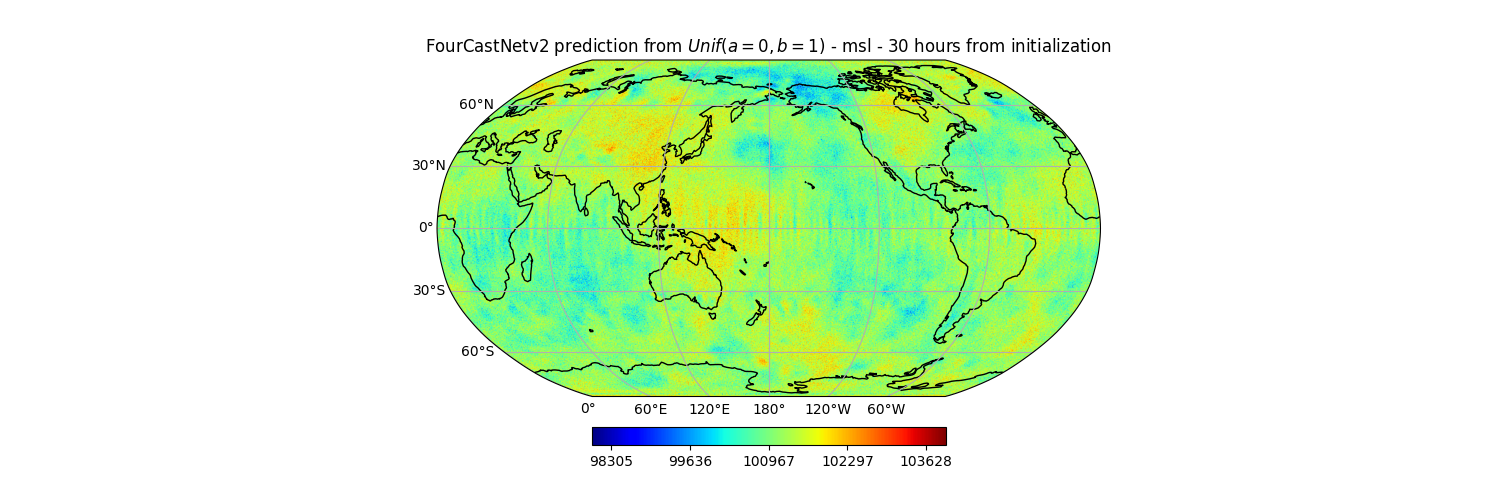 FourCastNetv2 prediction from Unif(a = 0, b = 1) - msl - 30 hours from initialization
60°N
30°N
0°
30°S
60°S
0° 60°E 120°E 180° 120°W 60°W
98305 99636 100967 102297 103628